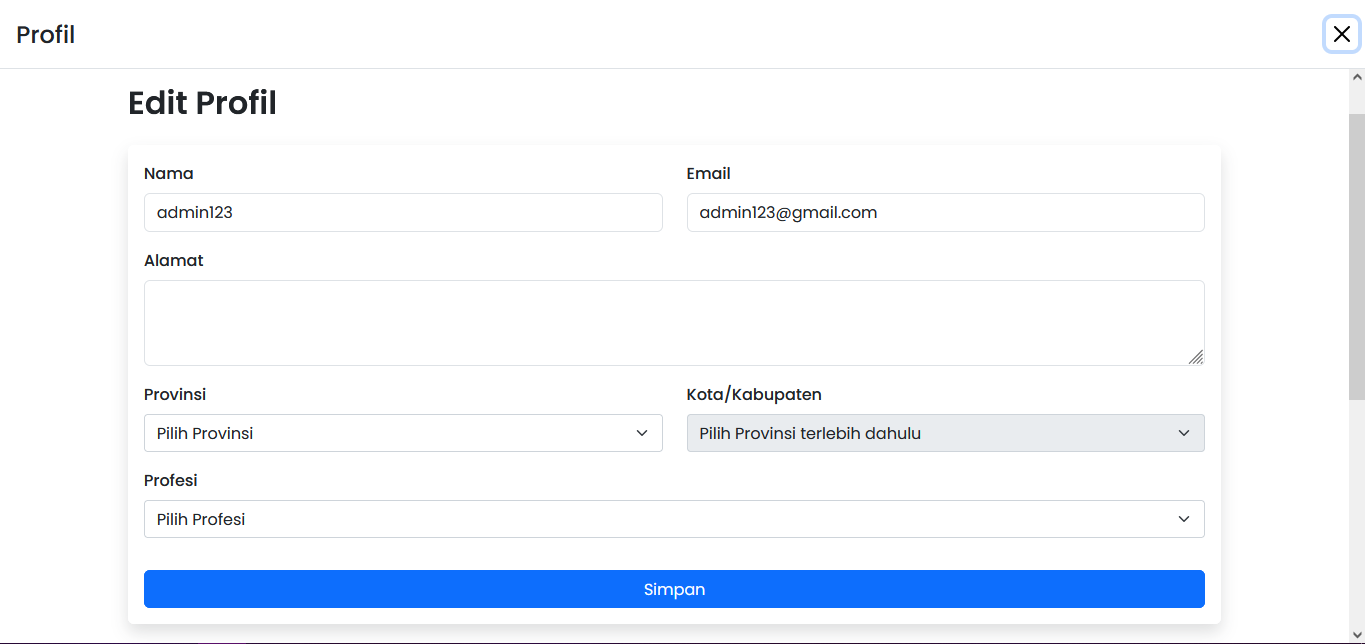 Profil
Edit Profil
Nama
Email
admin123
admin123@gmail.com
Alamat
Provinsi
Kota/Kabupaten
Pilih Provinsi
Pilih Provinsi terlebih dahulu
Profesi
Pilih Profesi
Simpan